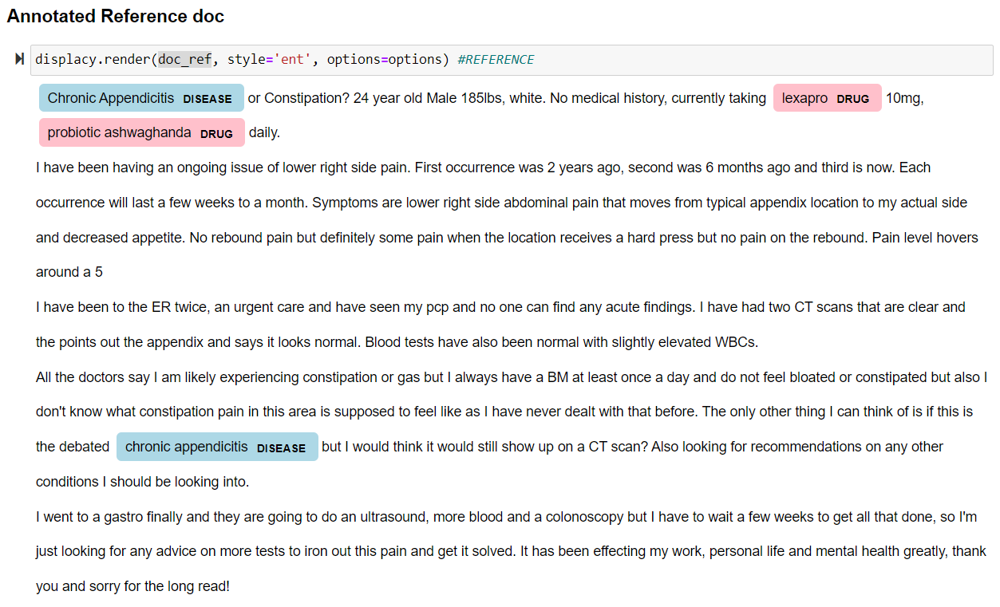 Annotated Reference doc
displacy.render(doc_ref, style='ent', options=options) #REFERENCE
Chronic Appendicitis DISEASE or Constipation? 24 year old Male 185lbs, white. No medical history, currently taking lexapro DRUG 10mg,
probiotic ashwaghanda DRUG daily.
I have been having an ongoing issue of lower right side pain. First occurrence was 2 years ago, second was 6 months ago and third is now. Each
occurrence will last a few weeks to a month. Symptoms are lower right side abdominal pain that moves from typical appendix location to my actual side
and decreased appetite. No rebound pain but definitely some pain when the location receives a hard press but no pain on the rebound. Pain level hovers
around a 5
I have been to the ER twice, an urgent care and have seen my pcp and no one can find any acute findings. I have had two CT scans that are clear and
the points out the appendix and says it looks normal. Blood tests have also been normal with slightly elevated WBCs.
All the doctors say I am likely experiencing constipation or gas but I always have a BM at least once a day and do not feel bloated or constipated but also I
don't know what constipation pain in this area is supposed to feel like as I have never dealt with that before. The only other thing I can think of is if this is
the debated chronic appendicitis DISEASE but I would think it would still show up on a CT scan? Also looking for recommendations on any other
conditions I should be looking into.
I went to a gastro finally and they are going to do an ultrasound, more blood and a colonoscopy but I have to wait a few weeks to get all that done, so I'm
just looking for any advice on more tests to iron out this pain and get it solved. It has been effecting my work, personal life and mental health greatly, thank
you and sorry for the long read!